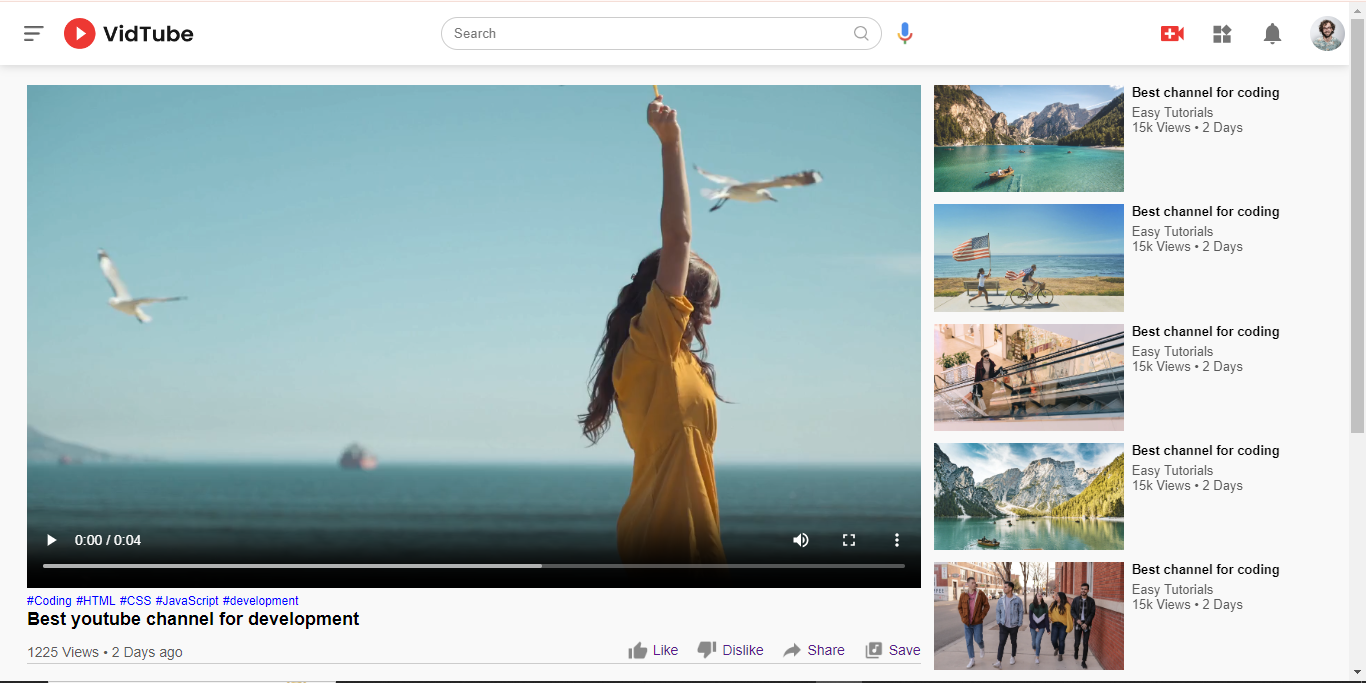 VidTube
Search
0:00 / 0:04
#Coding #HTML #CSS #JavaScript #development
Best youtube channel for development
1225 Views • 2 Days ago
Like Dislike Share Save
Best channel for coding
Easy Tutorials
15k Views • 2 Days
Best channel for coding
Easy Tutorials
15k Views • 2 Days
Best channel for coding
Easy Tutorials
15k Views • 2 Days
Best channel for coding
Easy Tutorials
15k Views • 2 Days
Best channel for coding
Easy Tutorials
15k Views • 2 Days